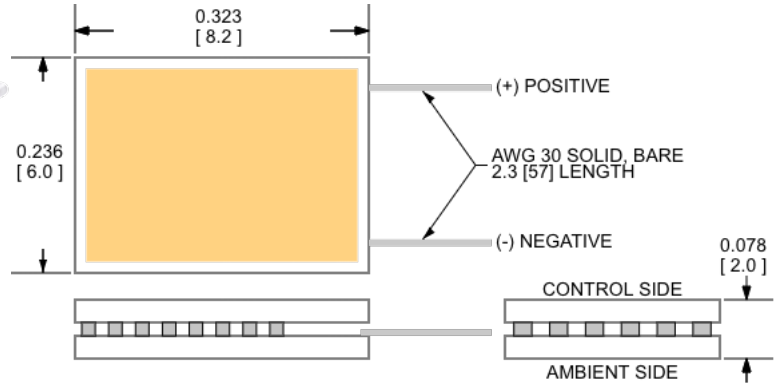 0.323
[ 8.2 ]
(+) POSITIVE
0.236
[ 6.0 ]
AWG 30 SOLID, BARE
2.3 [57] LENGTH
(-) NEGATIVE
0.078
[ 2.0 ]
CONTROL SIDE
AMBIENT SIDE